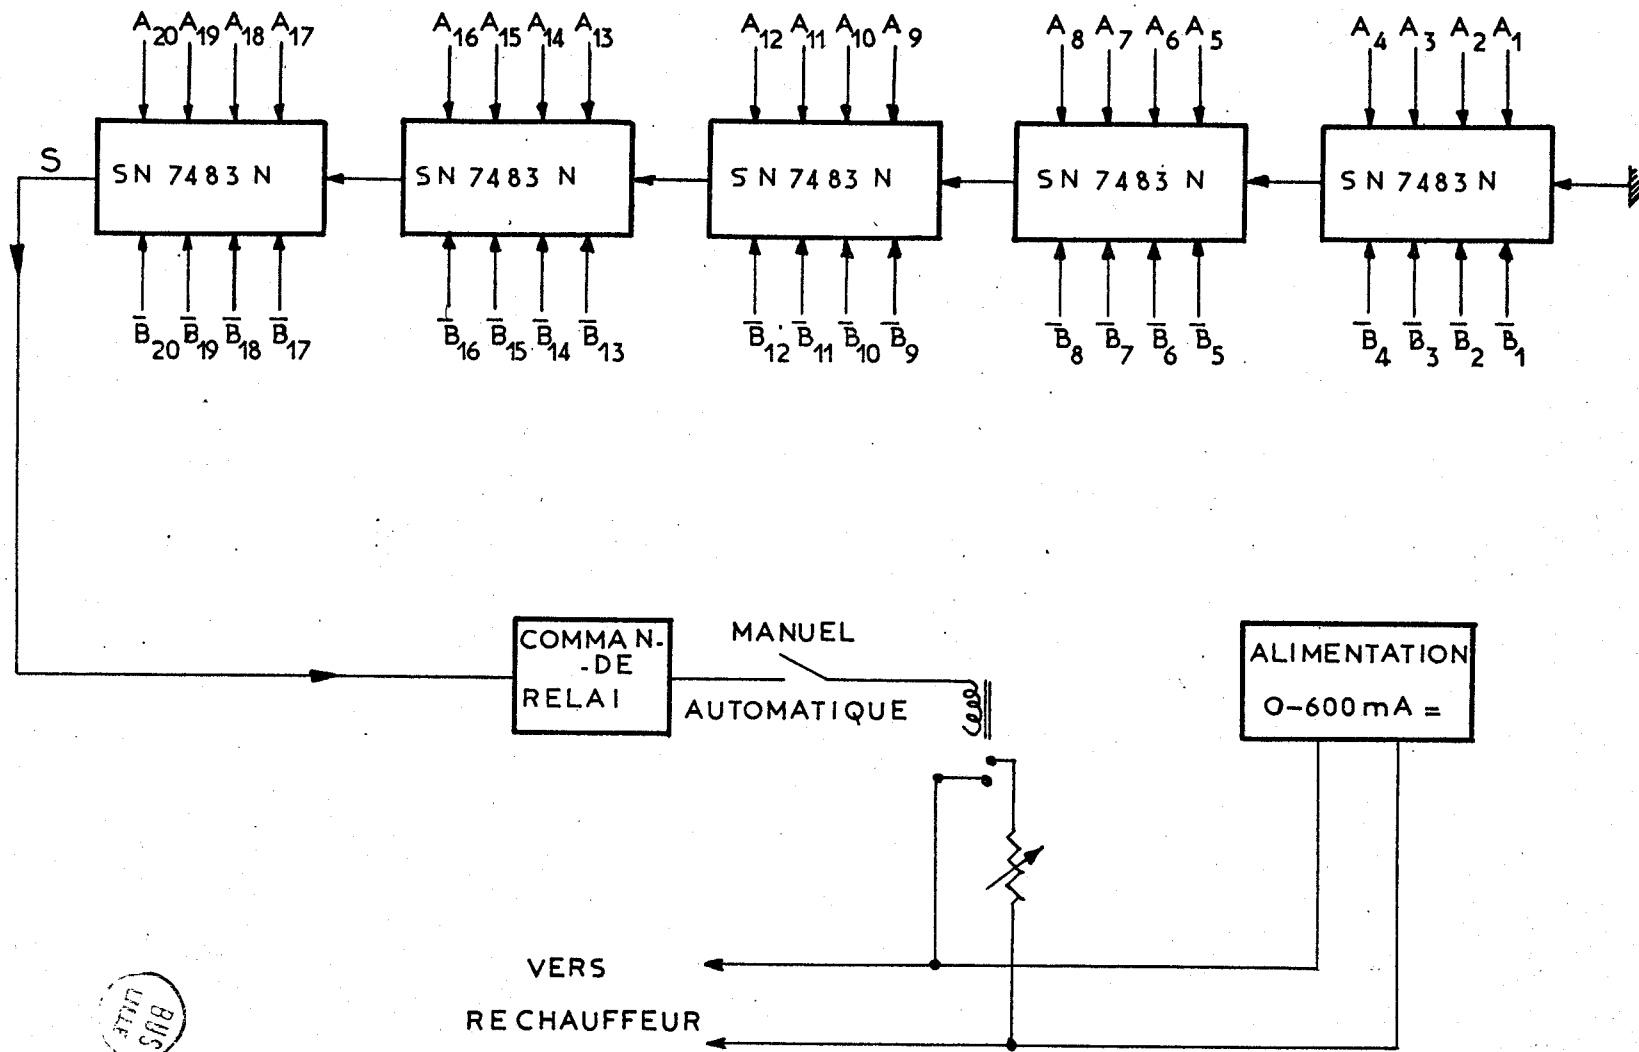 A20 A19 A18 A17 A16 A15 A14 A13 A12 A11 A10 A9 A8 A7 A6 A5 A4 A3 A2 A1
S
SN 7483 N SN 7483 N SN 7483 N SN 7483 N SN 7483 N
B̅20 B̅19 B̅18 B̅17 B̅16 B̅15 B̅14 B̅13 B̅12 B̅11 B̅10 B̅9 B̅8 B̅7 B̅6 B̅5 B̅4 B̅3 B̅2 B̅1
COMMAN-
-DE
RELAI
MANUEL
AUTOMATIQUE
ALIMENTATION
0-600 mA =
VERS
RECHAUFFEUR
BUS
LILLE